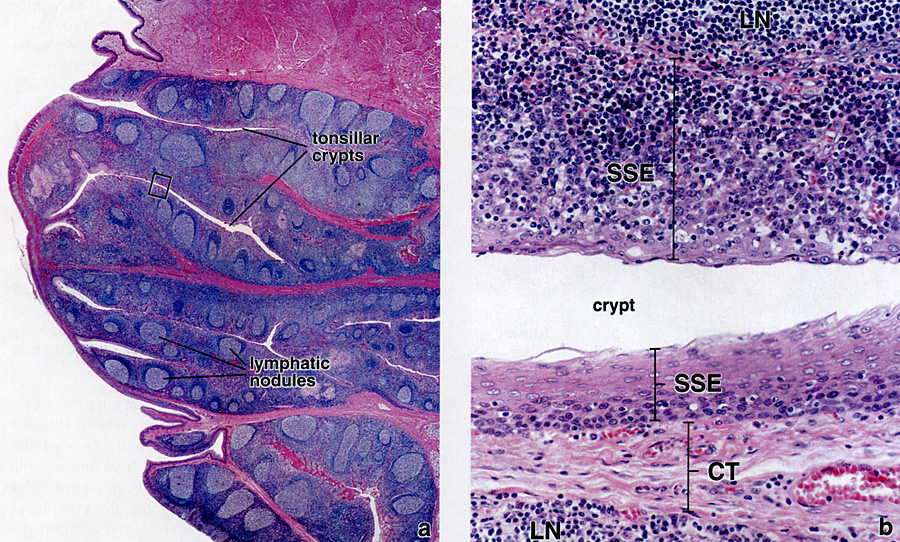 tonsillar
crypts
lymphatic
nodules
a
LN
SSE
crypt
SSE
CT
LN
b